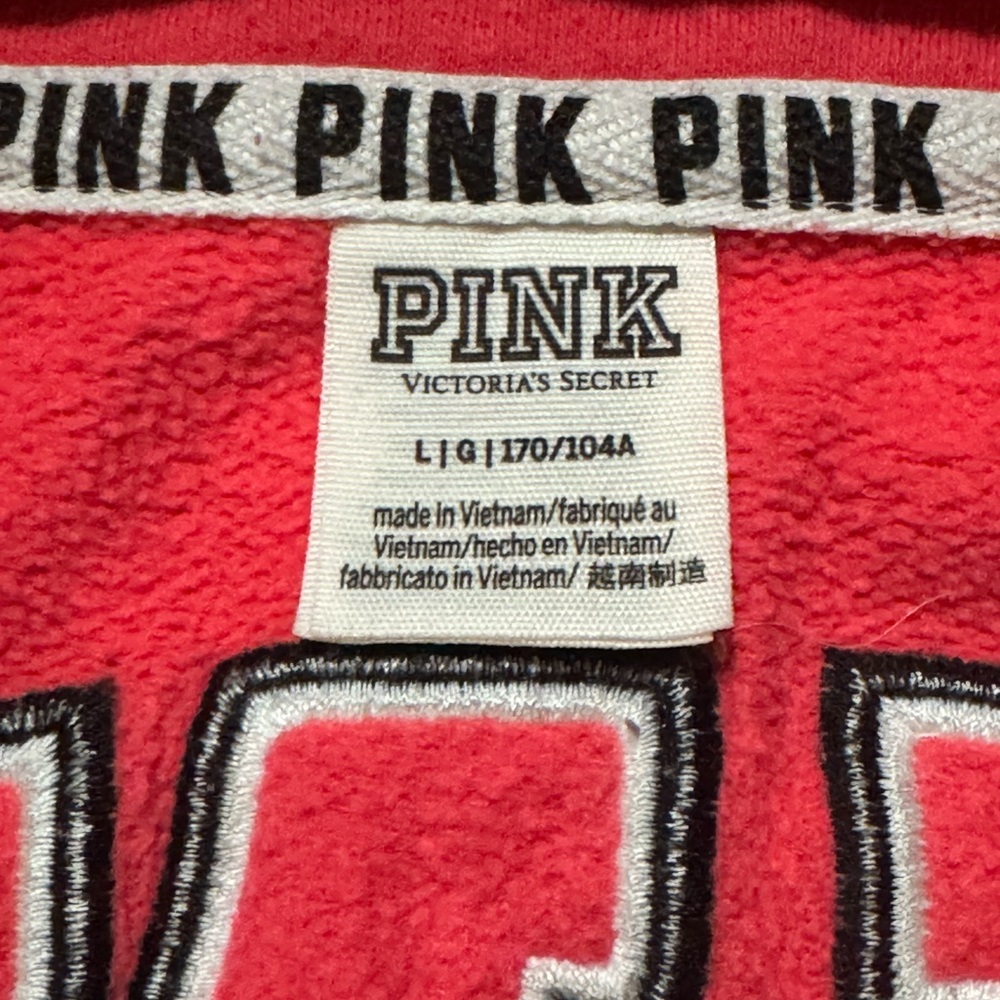 PINK PINK PINK
PINK
VICTORIA'S SECRET
L|G|170/104A
made in Vietnam/fabriqué au
Vietnam/hecho en Vietnam/
fabbricato in Vietnam/ 越南制造